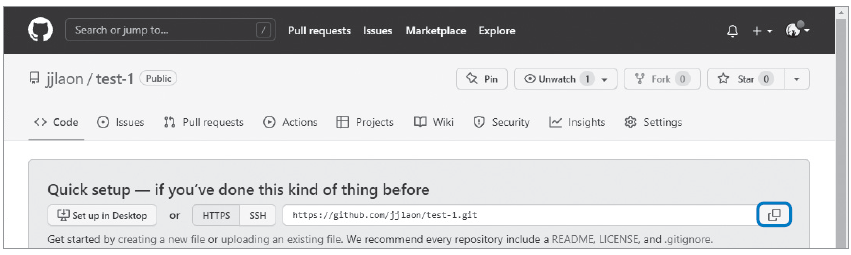 Search or jump to... / Pull requests Issues Marketplace Explore
jjlaon / test-1 Public Pin Unwatch 1 Fork 0 Star 0
Code Issues Pull requests Actions Projects Wiki Security Insights Settings
Quick setup — if you've done this kind of thing before
Set up in Desktop or HTTPS SSH https://github.com/jjlaon/test-1.git
Get started by creating a new file or uploading an existing file. We recommend every repository include a README, LICENSE, and .gitignore.